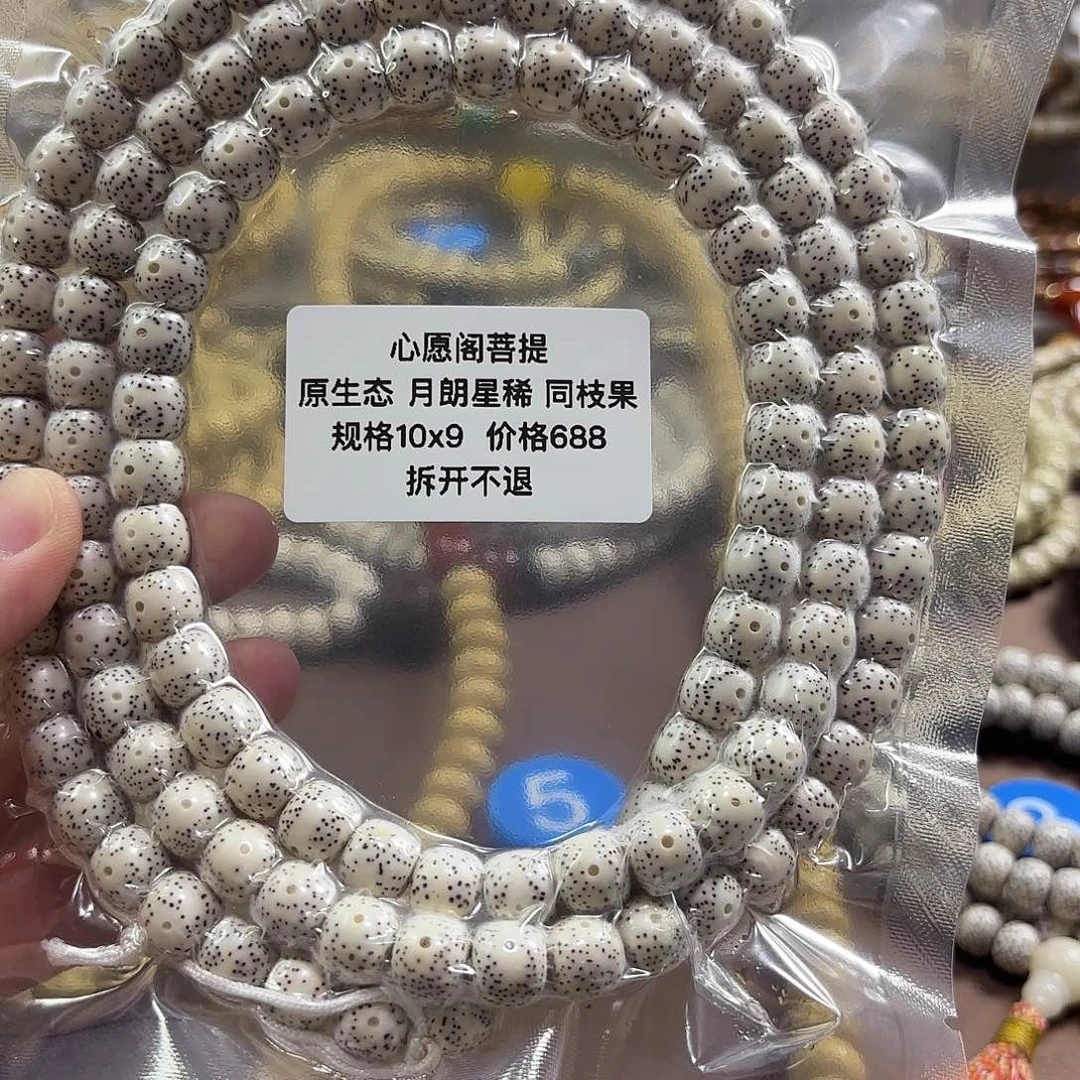 心愿阁菩提
原生态 月朗星稀 同枝果
规格10x9 价格688
拆开不退
5